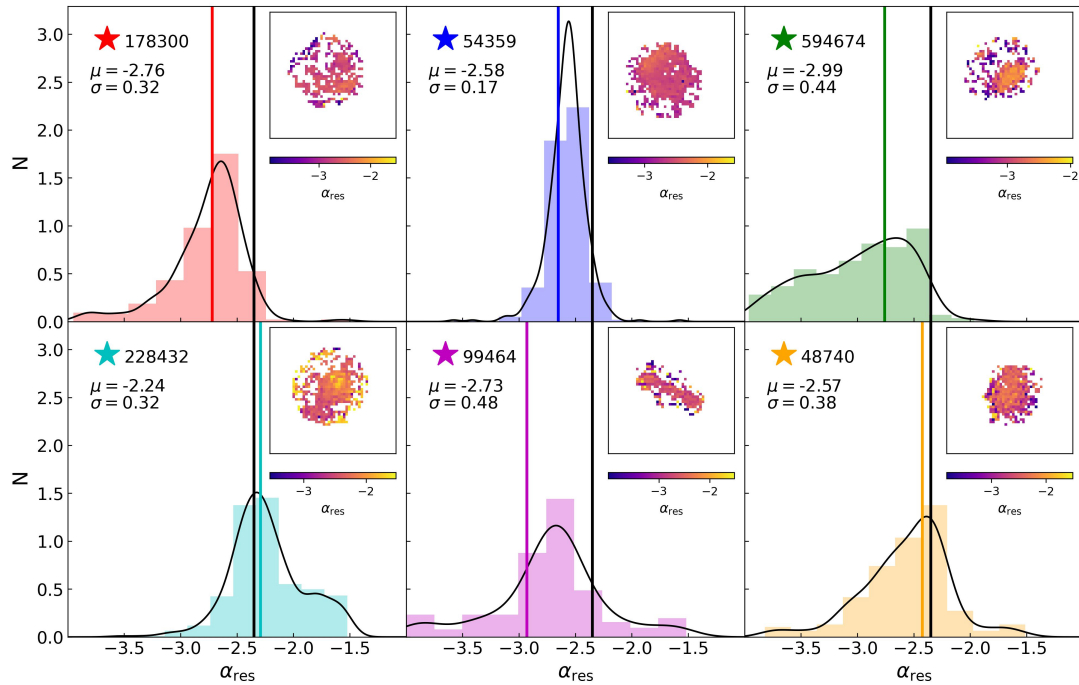 178300
μ = -2.76
σ = 0.32
−3 −2
α_res
54359
μ = -2.58
σ = 0.17
−3 −2
α_res
594674
μ = -2.99
σ = 0.44
−3 −2
α_res
N
3.0
2.5
2.0
1.5
1.0
0.5
0.0
228432
μ = -2.24
σ = 0.32
−3 −2
α_res
99464
μ = -2.73
σ = 0.48
−3 −2
α_res
48740
μ = -2.57
σ = 0.38
−3 −2
α_res
N
3.0
2.5
2.0
1.5
1.0
0.5
0.0
−3.5 −3.0 −2.5 −2.0 −1.5
−3.5 −3.0 −2.5 −2.0 −1.5
−3.5 −3.0 −2.5 −2.0 −1.5
α_res
α_res
α_res